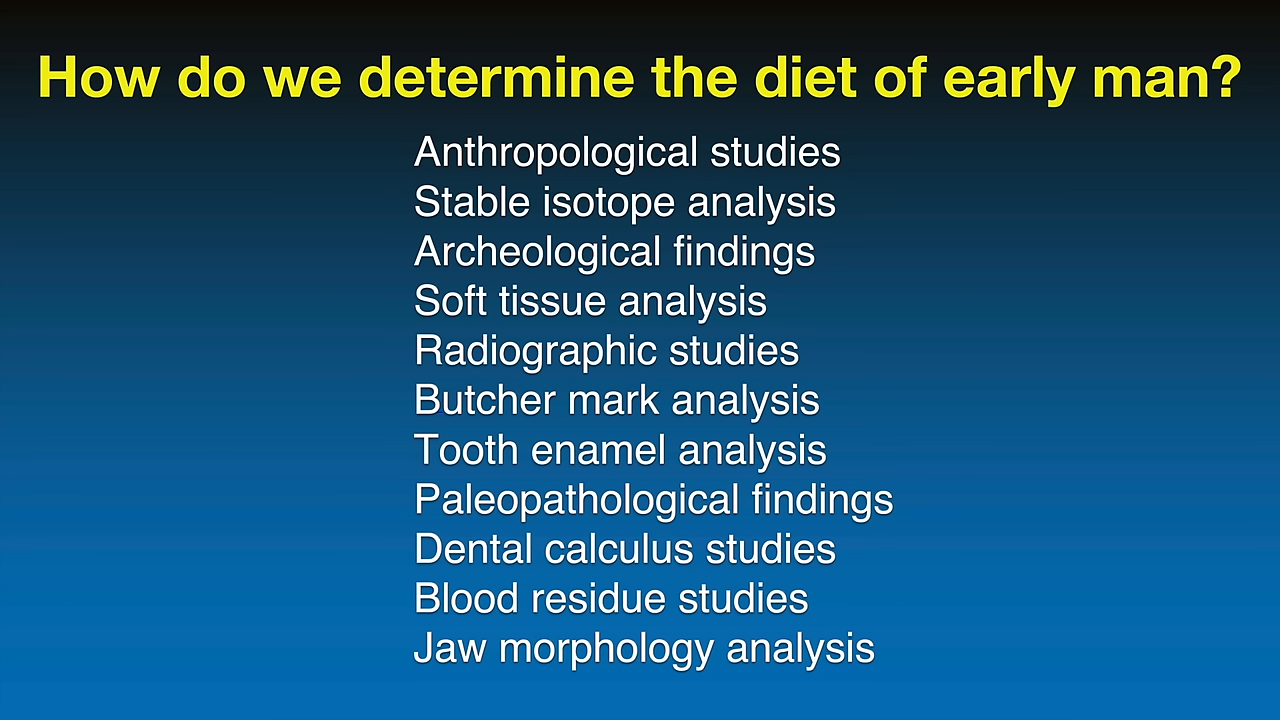 How do we determine the diet of early man?
Anthropological studies
Stable isotope analysis
Archeological findings
Soft tissue analysis
Radiographic studies
Butcher mark analysis
Tooth enamel analysis
Paleopathological findings
Dental calculus studies
Blood residue studies
Jaw morphology analysis